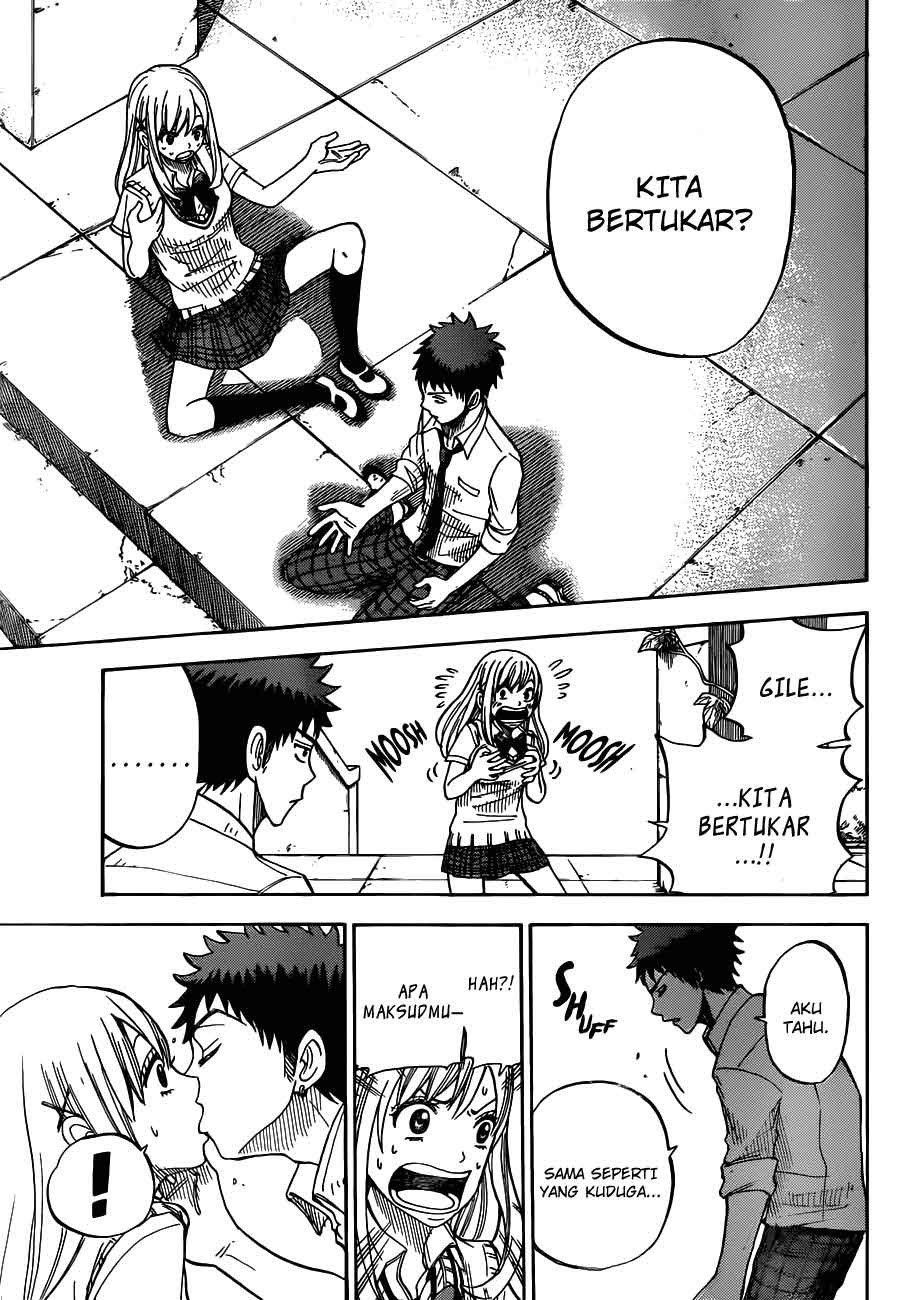 KITA
BERTUKAR?
GILE...
...KITA
BERTUKAR
...!!
MOOSH
MOOSH
........
AKU
TAHU.
SHUFF
SAMA SEPERTI
YANG KUDUGA...
HAH?!
APA
MAKSUDMU—
!